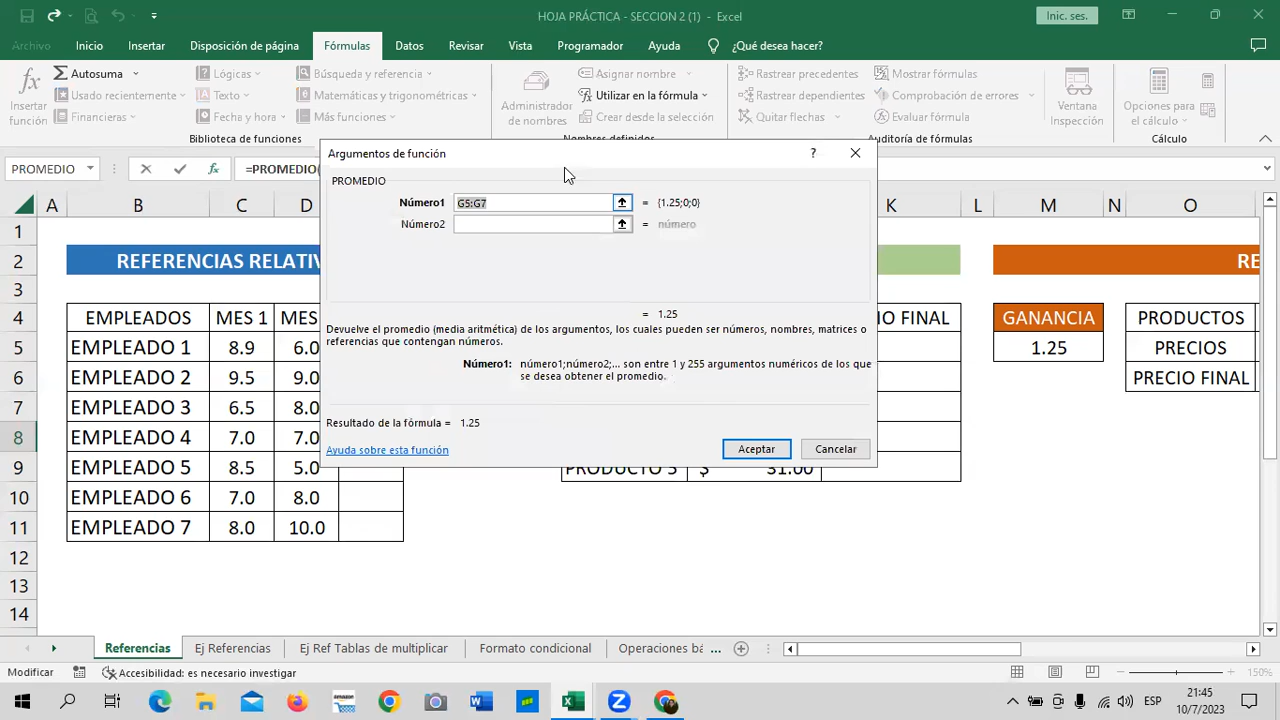 HOJA PRÁCTICA - SECCION 2 (1) - Excel
Inic. ses.
Archivo Inicio Insertar Disposición de página Fórmulas Datos Revisar Vista Programador Ayuda ¿Qué desea hacer?
Insertar función
Autosuma
Usado recientemente
Financieras
Lógicas
Texto
Fecha y hora
Búsqueda y referencia
Matemáticas y trigonométricas
Más funciones
Biblioteca de funciones
Administrador de nombres
Asignar nombre
Utilizar en la fórmula
Crear desde la selección
Nombres definidos
Rastrear precedentes
Rastrear dependientes
Quitar flechas
Mostrar fórmulas
Comprobación de errores
Evaluar fórmula
Auditoría de fórmulas
Ventana Inspección
Opciones para el cálculo
Cálculo
PROMEDIO fx =PROMEDIO(
Argumentos de función ?
PROMEDIO
Número1 G5:G7 = {1.25;0;0}
Número2 = número
= 1.25
Devuelve el promedio (media aritmética) de los argumentos, los cuales pueden ser números, nombres, matrices o
referencias que contengan números.
Número1: número1;número2;... son entre 1 y 255 argumentos numéricos de los que
se desea obtener el promedio.
Resultado de la fórmula = 1.25
Ayuda sobre esta función
Aceptar Cancelar
A B C D K L M N O
1
2 REFERENCIAS RELATIV RE
3
4 EMPLEADOS MES 1 MES IO FINAL GANANCIA PRODUCTOS
5 EMPLEADO 1 8.9 6.0 1.25 PRECIOS
6 EMPLEADO 2 9.5 9.0 PRECIO FINAL
7 EMPLEADO 3 6.5 8.0
8 EMPLEADO 4 7.0 7.0
9 EMPLEADO 5 8.5 5.0 PRODUCTO 5 $ 31.00
10 EMPLEADO 6 7.0 8.0
11 EMPLEADO 7 8.0 10.0
12
13
14
Referencias Ej Referencias Ej Ref Tablas de multiplicar Formato condicional Operaciones bá ...
Modificar Accesibilidad: es necesario investigar 150%
amazon
ESP
21:45
10/7/2023